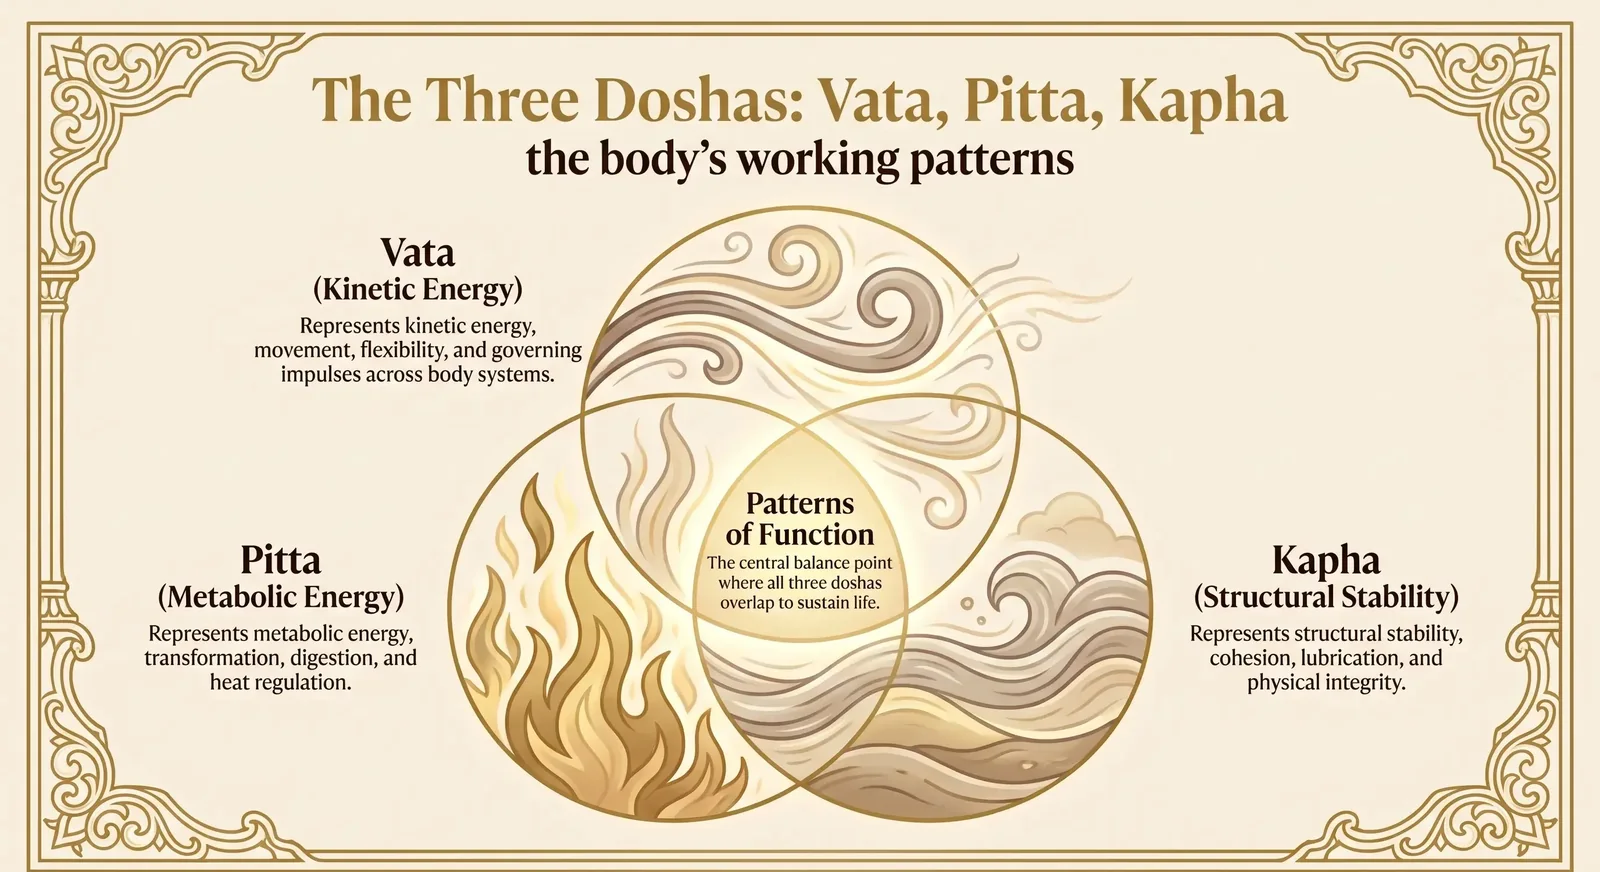 The Three Doshas: Vata, Pitta, Kapha
the body’s working patterns
Vata
(Kinetic Energy)
Represents kinetic energy,
movement, flexibility, and governing
impulses across body systems.
Patterns
of Function
The central balance point
where all three doshas
overlap to sustain life.
Pitta
(Metabolic Energy)
Represents metabolic energy,
transformation, digestion, and
heat regulation.
Kapha
(Structural Stability)
Represents structural stability,
cohesion, lubrication, and
physical integrity.